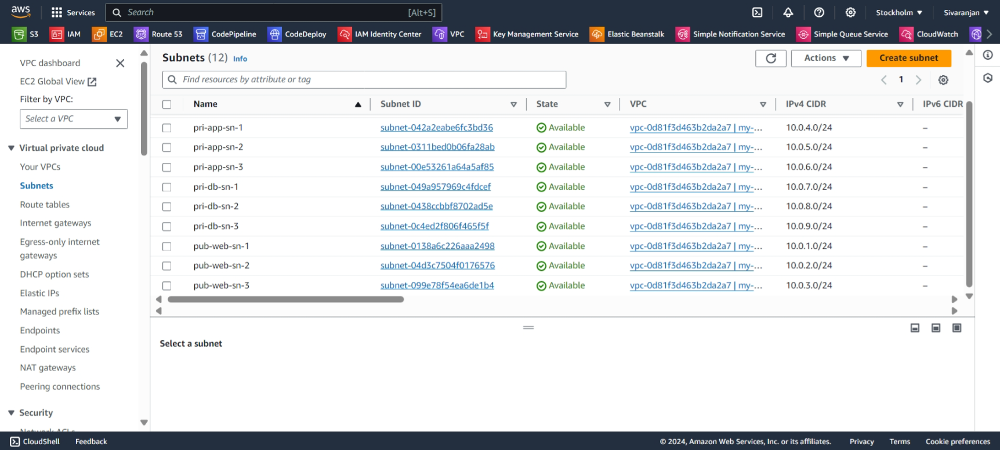 aws Services Search [Alt+S] Stockholm Sivaranjan
S3 IAM EC2 Route 53 CodePipeline CodeDeploy IAM Identity Center VPC Key Management Service Elastic Beanstalk Simple Notification Service Simple Queue Service CloudWatch
VPC dashboard
EC2 Global View
Filter by VPC:
Select a VPC
Virtual private cloud
Your VPCs
Subnets
Route tables
Internet gateways
Egress-only internet
gateways
DHCP option sets
Elastic IPs
Managed prefix lists
Endpoints
Endpoint services
NAT gateways
Peering connections
Security
Network ACLs
Subnets (12) Info Actions Create subnet
Find resources by attribute or tag 1
Name Subnet ID State VPC IPv4 CIDR IPv6 CIDR
pri-app-sn-1 subnet-042a2eabe6fc3bd36 Available vpc-0d81f3d463b2da2a7 | my-... 10.0.4.0/24 –
pri-app-sn-2 subnet-0311bed0b06fa28ab Available vpc-0d81f3d463b2da2a7 | my-... 10.0.5.0/24 –
pri-app-sn-3 subnet-00e53261a64a5af85 Available vpc-0d81f3d463b2da2a7 | my-... 10.0.6.0/24 –
pri-db-sn-1 subnet-049a957969c4fdcef Available vpc-0d81f3d463b2da2a7 | my-... 10.0.7.0/24 –
pri-db-sn-2 subnet-0438ccbbf8702ad5e Available vpc-0d81f3d463b2da2a7 | my-... 10.0.8.0/24 –
pri-db-sn-3 subnet-0c4ed2f806f465f5f Available vpc-0d81f3d463b2da2a7 | my-... 10.0.9.0/24 –
pub-web-sn-1 subnet-0138a6c226aaa2498 Available vpc-0d81f3d463b2da2a7 | my-... 10.0.1.0/24 –
pub-web-sn-2 subnet-04d3c7504f0176576 Available vpc-0d81f3d463b2da2a7 | my-... 10.0.2.0/24 –
pub-web-sn-3 subnet-099e78f54ea6de1b4 Available vpc-0d81f3d463b2da2a7 | my-... 10.0.3.0/24 –
Select a subnet
CloudShell Feedback © 2024, Amazon Web Services, Inc. or its affiliates. Privacy Terms Cookie preferences